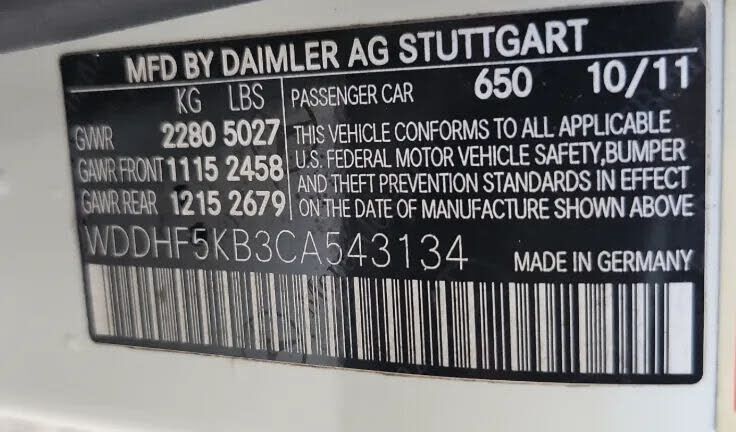 MFD BY DAIMLER AG STUTTGART
KG LBS PASSENGER CAR 650 10/11
GVWR 2280 5027 THIS VEHICLE CONFORMS TO ALL APPLICABLE
GAWR FRONT 1115 2458 U.S. FEDERAL MOTOR VEHICLE SAFETY,BUMPER
GAWR REAR 1215 2679 AND THEFT PREVENTION STANDARDS IN EFFECT
ON THE DATE OF MANUFACTURE SHOWN ABOVE
WDDHF5KB3CA543134 MADE IN GERMANY